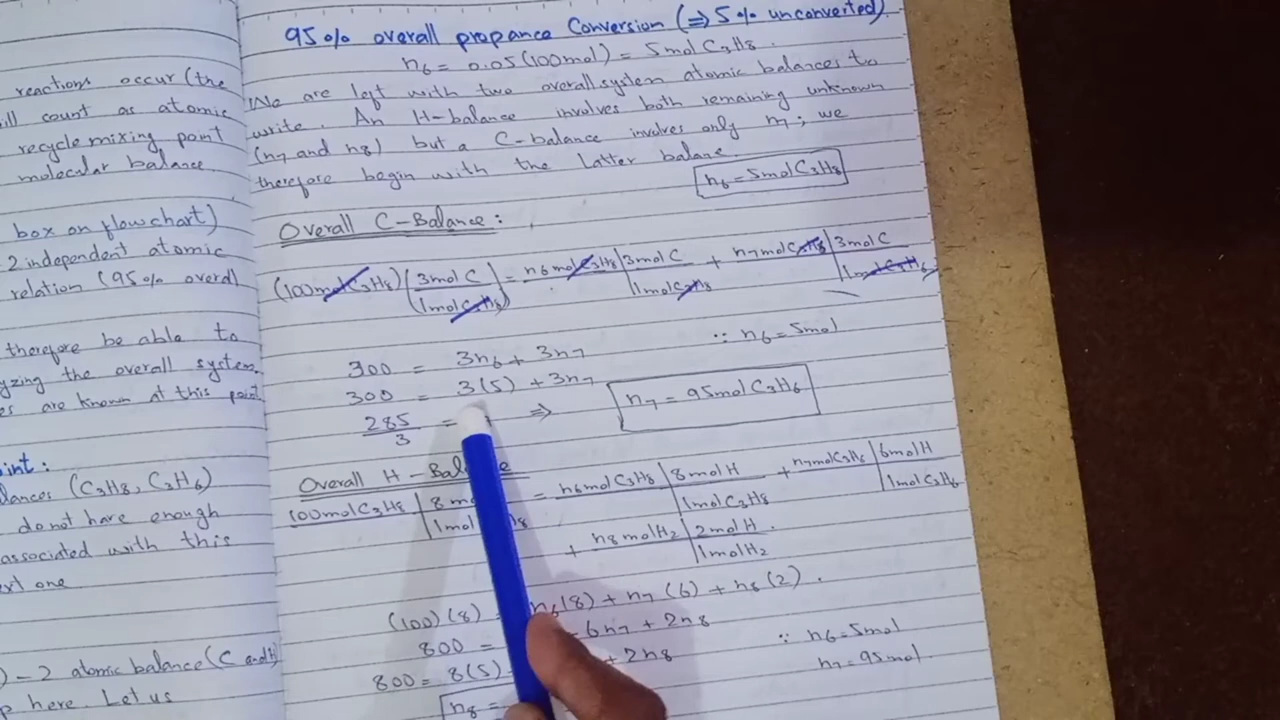 reactions occur (the
ill count as atomic
recycle mixing point
molecular balance
box on flowchart)
2 independent atomic
relation (95% overal)
therefore be able to
yzing the overall system.
es are known at this point.
int:
lances (C3H8, C3H6)
do not have enough
associated with this
ext one
) - 2 atomic balance (C and H)
p here. Let us
95% overall propance Conversion (⇒ 5% unconverted)
n6 = 0.05(100mol) = 5mol C3H8.
We are left with two overall system atomic balances to
write. An H-balance involves both remaining unknown
(n7 and n8) but a C-balance involves only n7; we
therefore begin with the latter balane.
n6 = 5mol C3H8
Overall C-Balance:
(100mol C3H8) (3mol C / 1mol C3H8) = n6 mol C3H8 | 3mol C / 1mol C3H8 + n7 mol C3H6 | 3mol C / 1mol C3H6
300 = 3n6 + 3n7 ∵ n6 = 5mol
300 = 3(5) + 3n7
285/3 = ⇒ n7 = 95mol C3H6
Overall H-Bal e
100mol C3H8 | 8m / 1mol 8 = n6 mol C3H8 | 8mol H / 1mol C3H8 + n7 mol C3H6 | 6mol H / 1mol C3H6
+ n8 mol H2 | 2mol H / 1mol H2.
(100)(8) = n6(8) + n7(6) + n8(2).
800 = 6n7 + 2n8 ∵ n6 = 5mol
800 = 8(5) + 2n8 n7 = 95mol
n8 =